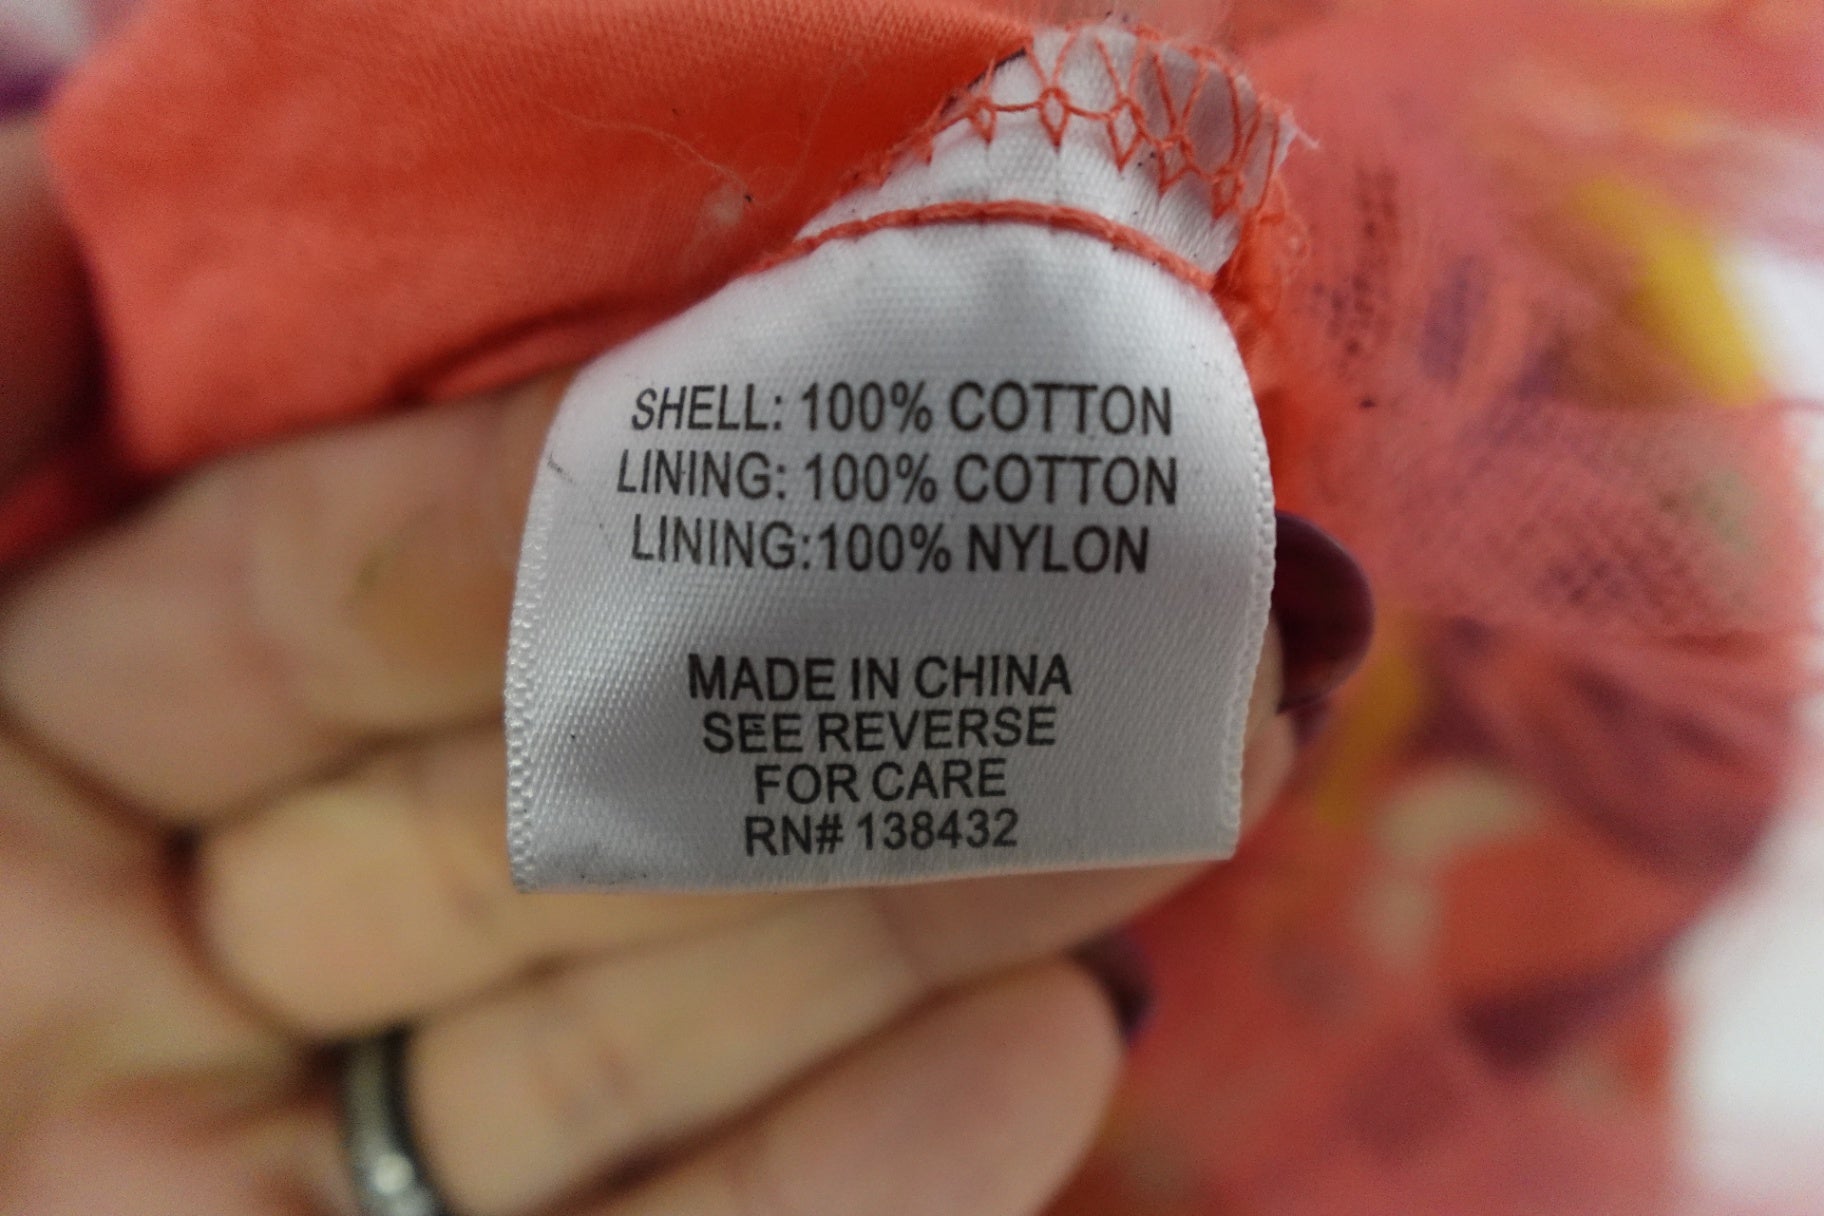 SHELL: 100% COTTON
LINING: 100% COTTON
LINING:100% NYLON
MADE IN CHINA
SEE REVERSE
FOR CARE
RN# 138432